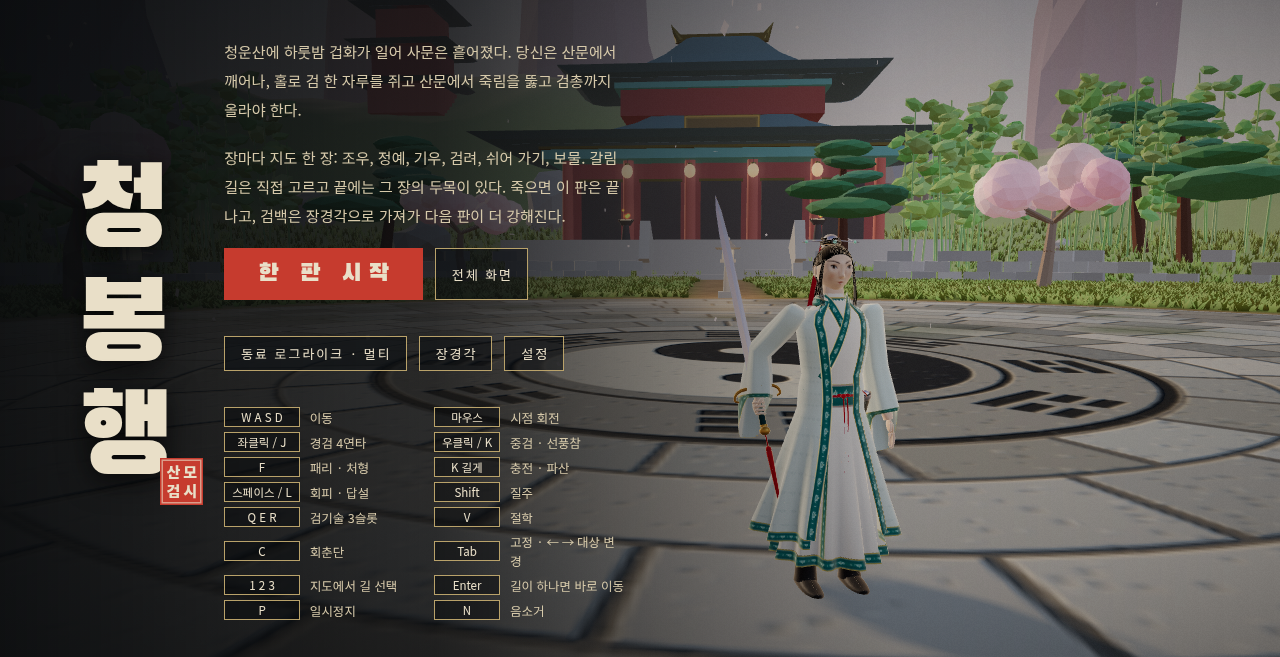 청운산에 하룻밤 검화가 일어 사문은 흩어졌다. 당신은 산문에서
깨어나, 홀로 검 한 자루를 쥐고 산문에서 죽림을 뚫고 검총까지
올라야 한다.
장마다 지도 한 장: 조우, 정예, 기우, 검려, 쉬어 가기, 보물. 갈림
길은 직접 고르고 끝에는 그 장의 두목이 있다. 죽으면 이 판은 끝
나고, 검백은 장경각으로 가져가 다음 판이 더 강해진다.
청
봉
행
산모
검시
한 판 시작
전체 화면
동료 로그라이크 · 멀티
장경각
설정
W A S D 이동 마우스 시점 회전
좌클릭 / J 경검 4연타 우클릭 / K 중검 · 선풍참
F 패리 · 처형 K 길게 충전 · 파산
스페이스 / L 회피 · 답설 Shift 질주
Q E R 검기술 3슬롯 V 절학
C 회춘단 Tab 고정 · ←→ 대상 변
경
1 2 3 지도에서 길 선택 Enter 길이 하나면 바로 이동
P 일시정지 N 음소거